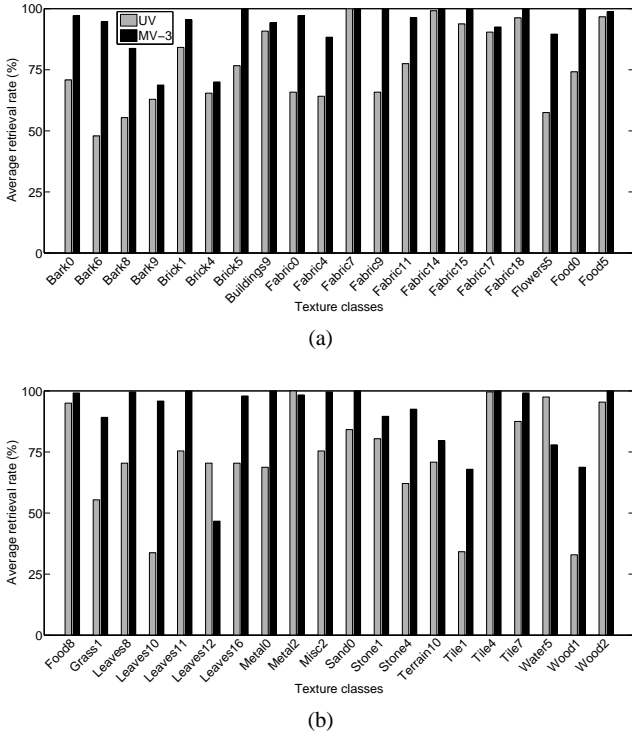 100
75
50
25
0
Average retrieval rate (%)
UV
MV−3
Bark0
Bark6
Bark8
Bark9
Brick1
Brick4
Brick5
Buildings9
Fabric0
Fabric4
Fabric7
Fabric9
Fabric11
Fabric14
Fabric15
Fabric17
Fabric18
Flowers5
Food0
Food5
Texture classes
(a)
100
75
50
25
0
Average retrieval rate (%)
Food8
Grass1
Leaves8
Leaves10
Leaves11
Leaves12
Leaves16
Metal0
Metal2
Misc2
Sand0
Stone1
Stone4
Terrain10
Tile1
Tile4
Tile7
Water5
Wood1
Wood2
Texture classes
(b)